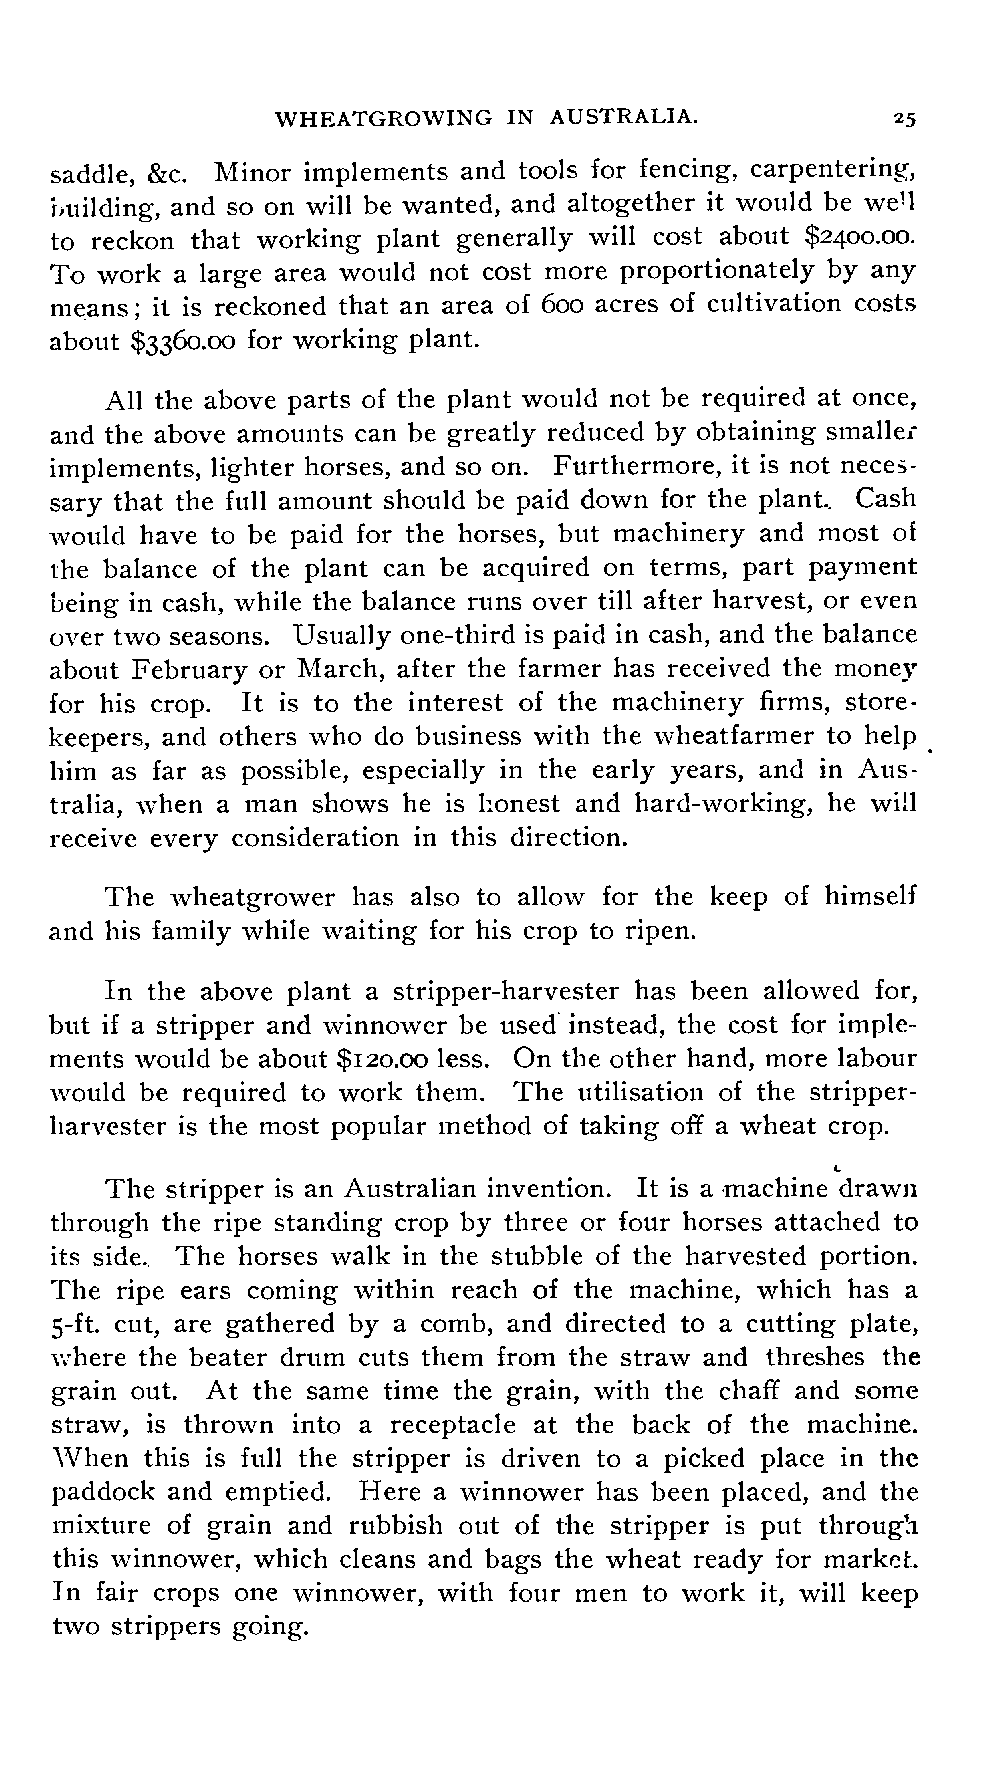 WHEATGROWING IN AUSTRALIA. 25
saddle, &c. Minor implements and tools for fencing, carpentering,
building, and so on will be wanted, and altogether it would be well
to reckon that working plant generally will cost about $2400.00.
To work a large area would not cost more proportionately by any
means; it is reckoned that an area of 600 acres of cultivation costs
about $3360.00 for working plant.
All the above parts of the plant would not be required at once,
and the above amounts can be greatly reduced by obtaining smaller
implements, lighter horses, and so on. Furthermore, it is not neces-
sary that the full amount should be paid down for the plant. Cash
would have to be paid for the horses, but machinery and most of
the balance of the plant can be acquired on terms, part payment
being in cash, while the balance runs over till after harvest, or even
over two seasons. Usually one-third is paid in cash, and the balance
about February or March, after the farmer has received the money
for his crop. It is to the interest of the machinery firms, store-
keepers, and others who do business with the wheatfarmer to help
him as far as possible, especially in the early years, and in Aus-
tralia, when a man shows he is honest and hard-working, he will
receive every consideration in this direction.
The wheatgrower has also to allow for the keep of himself
and his family while waiting for his crop to ripen.
In the above plant a stripper-harvester has been allowed for,
but if a stripper and winnower be used instead, the cost for imple-
ments would be about $120.00 less. On the other hand, more labour
would be required to work them. The utilisation of the stripper-
harvester is the most popular method of taking off a wheat crop.
The stripper is an Australian invention. It is a machine drawn
through the ripe standing crop by three or four horses attached to
its side. The horses walk in the stubble of the harvested portion.
The ripe ears coming within reach of the machine, which has a
5-ft. cut, are gathered by a comb, and directed to a cutting plate,
where the beater drum cuts them from the straw and threshes the
grain out. At the same time the grain, with the chaff and some
straw, is thrown into a receptacle at the back of the machine.
When this is full the stripper is driven to a picked place in the
paddock and emptied. Here a winnower has been placed, and the
mixture of grain and rubbish out of the stripper is put through
this winnower, which cleans and bags the wheat ready for market.
In fair crops one winnower, with four men to work it, will keep
two strippers going.